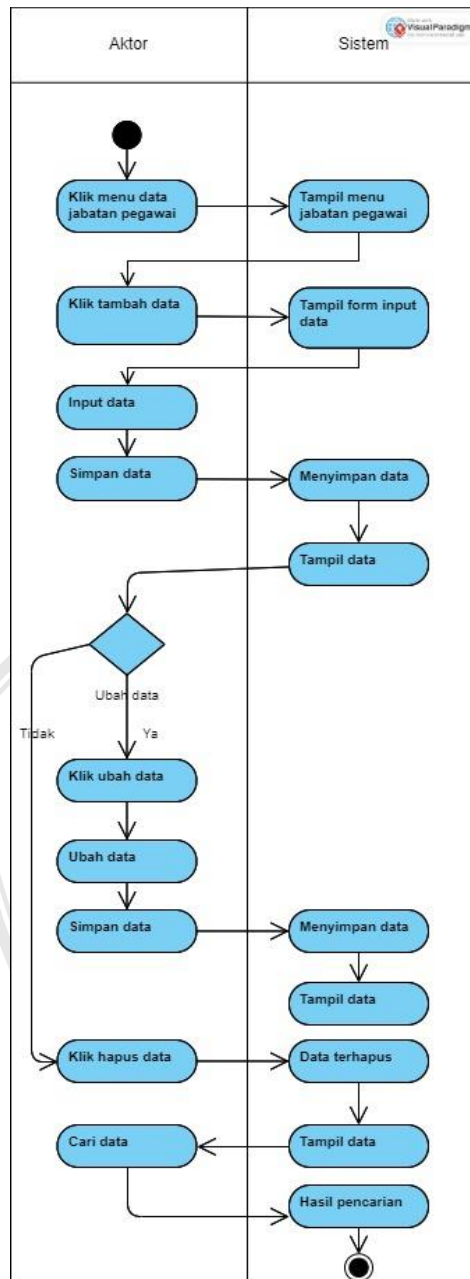 Aktor
Sistem
VisualParadigm
Klik menu data
jabatan pegawai
Tampil menu
jabatan pegawai
Klik tambah data
Tampil form input
data
Input data
Simpan data
Menyimpan data
Tampil data
Ubah data
Tidak
Ya
Klik ubah data
Ubah data
Simpan data
Menyimpan data
Tampil data
Klik hapus data
Data terhapus
Cari data
Tampil data
Hasil pencarian